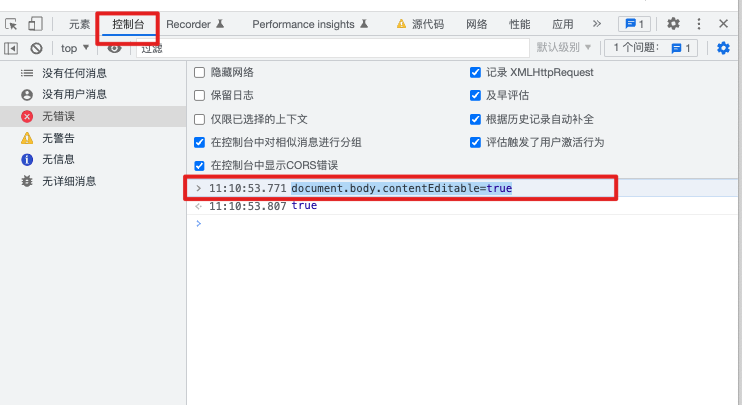 元素 控制台 Recorder Performance insights 源代码 网络 性能 应用 » 1
top ▼ 过滤 默认级别 ▼ 1 个问题: 1
没有任何消息
没有用户消息
无错误
无警告
无信息
无详细消息
隐藏网络 记录 XMLHttpRequest
保留日志 及早评估
仅限已选择的上下文 根据历史记录自动补全
在控制台中对相似消息进行分组 评估触发了用户激活行为
在控制台中显示CORS错误
> 11:10:53.771 document.body.contentEditable=true
<· 11:10:53.807 true
>